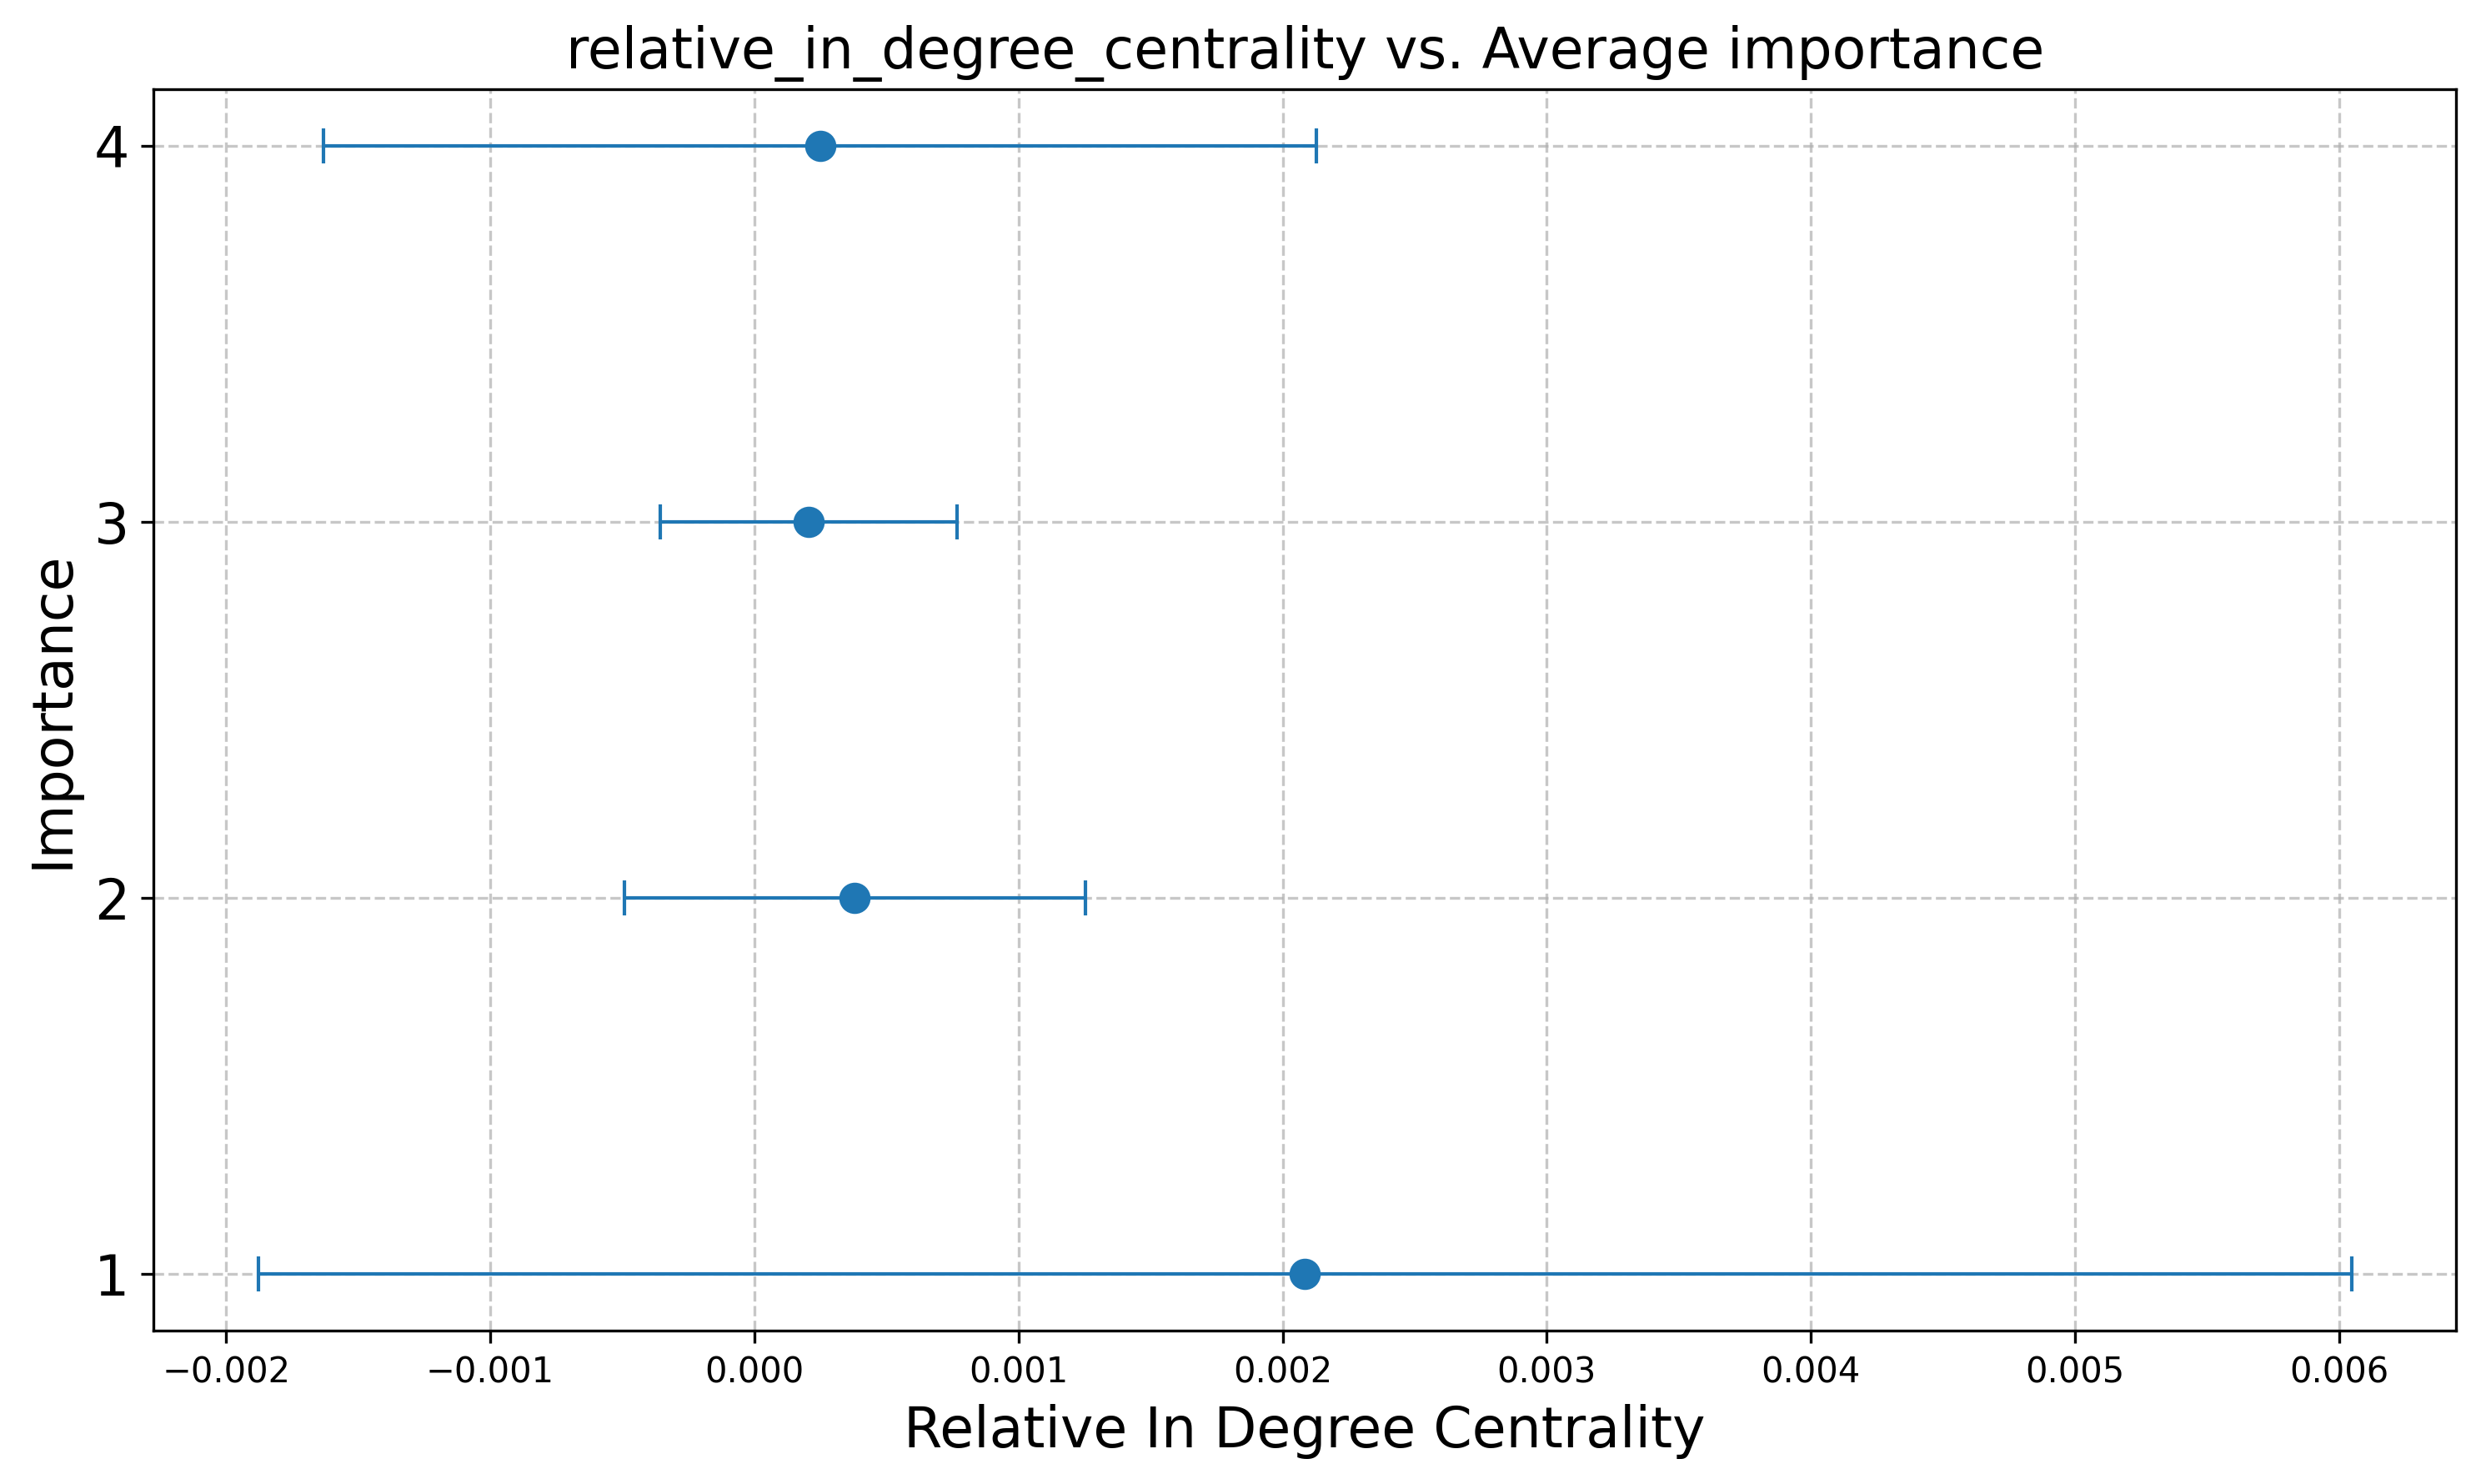 relative_in_degree_centrality vs. Average importance
Importance
4
3
2
1
−0.002 −0.001 0.000 0.001 0.002 0.003 0.004 0.005 0.006
Relative In Degree Centrality